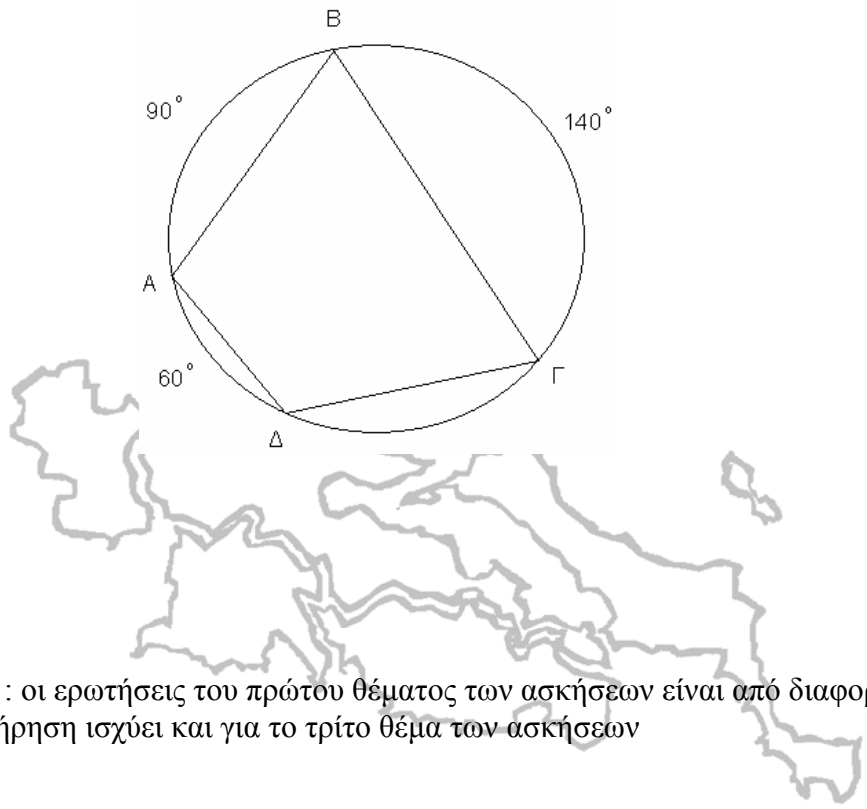 Β
90°
140°
Α
60°
Γ
Δ
: οι ερωτήσεις του πρώτου θέματος των ασκήσεων είναι από διαφορ
ήρηση ισχύει και για το τρίτο θέμα των ασκήσεων